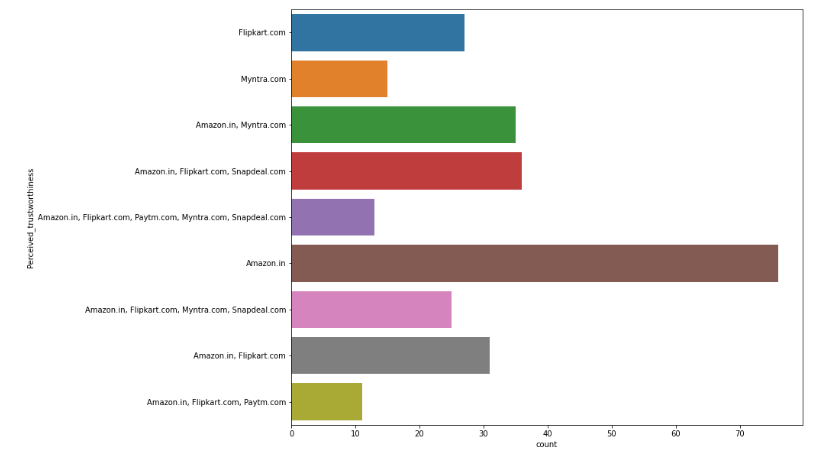 Flipkart.com
Myntra.com
Amazon.in, Myntra.com
Amazon.in, Flipkart.com, Snapdeal.com
Amazon.in, Flipkart.com, Paytm.com, Myntra.com, Snapdeal.com
Amazon.in
Amazon.in, Flipkart.com, Myntra.com, Snapdeal.com
Amazon.in, Flipkart.com
Amazon.in, Flipkart.com, Paytm.com
Perceived_trustworthiness
0 10 20 30 40 50 60 70
count